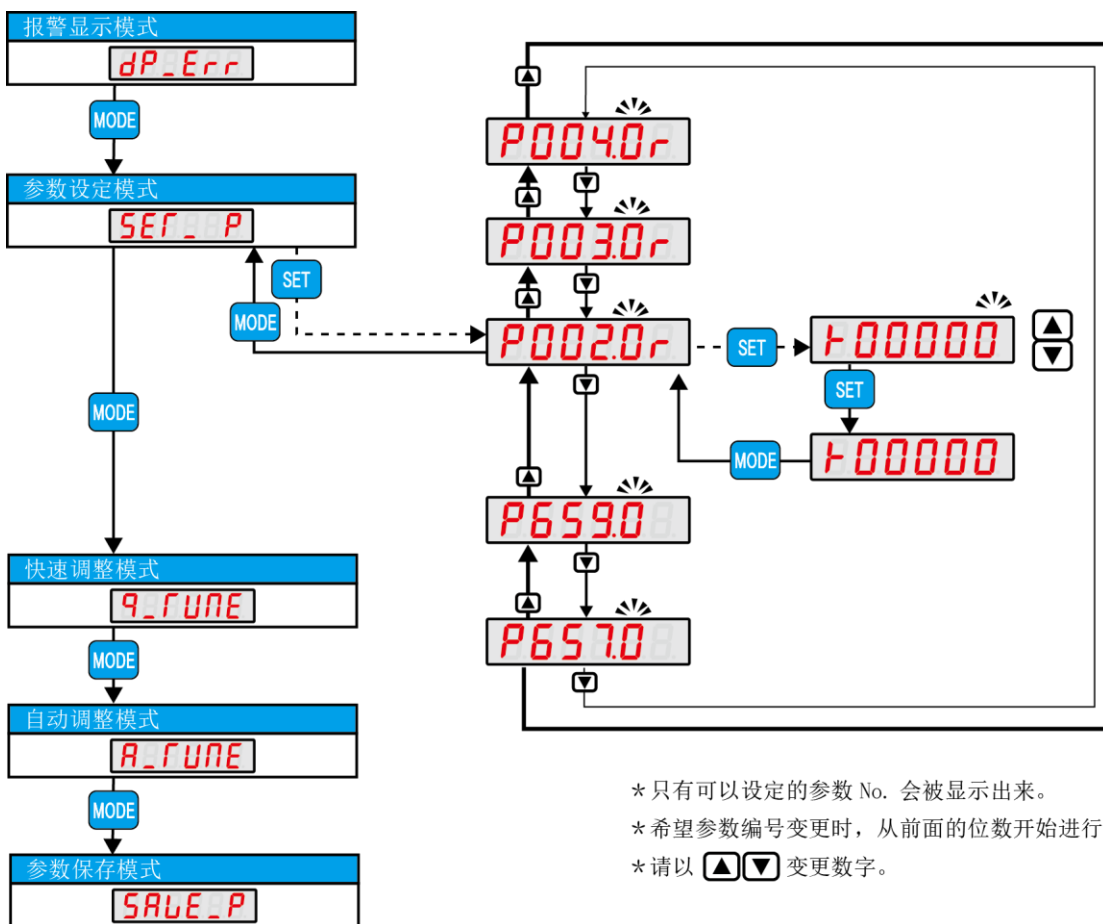 报警显示模式
dP_Err
MODE
参数设定模式
SET_ P
SET
MODE
MODE
快速调整模式
q_TUNE
MODE
自动调整模式
A_TUNE
MODE
参数保存模式
SAvE_P
P004.0r
P003.0r
P002.0r
SET
00000
SET
MODE
00000
P659.0
P657.0
*只有可以设定的参数 No. 会被显示出来。
*希望参数编号变更时，从前面的位数开始进行
*请以 ▲▼ 变更数字。